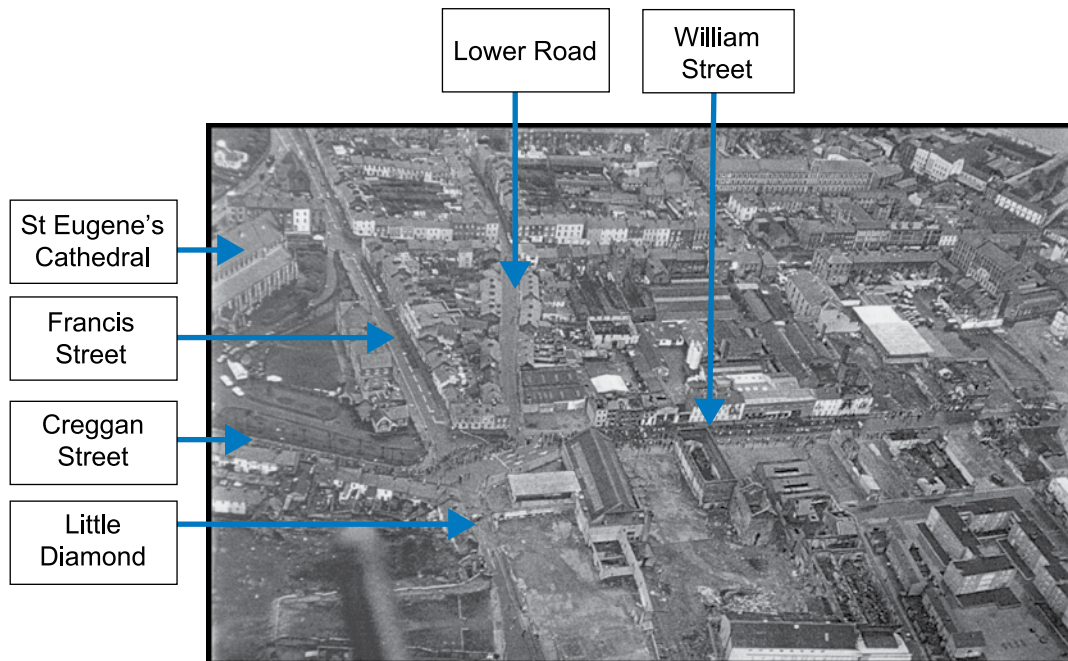 Lower Road
William
Street
St Eugene's
Cathedral
Francis
Street
Creggan
Street
Little
Diamond